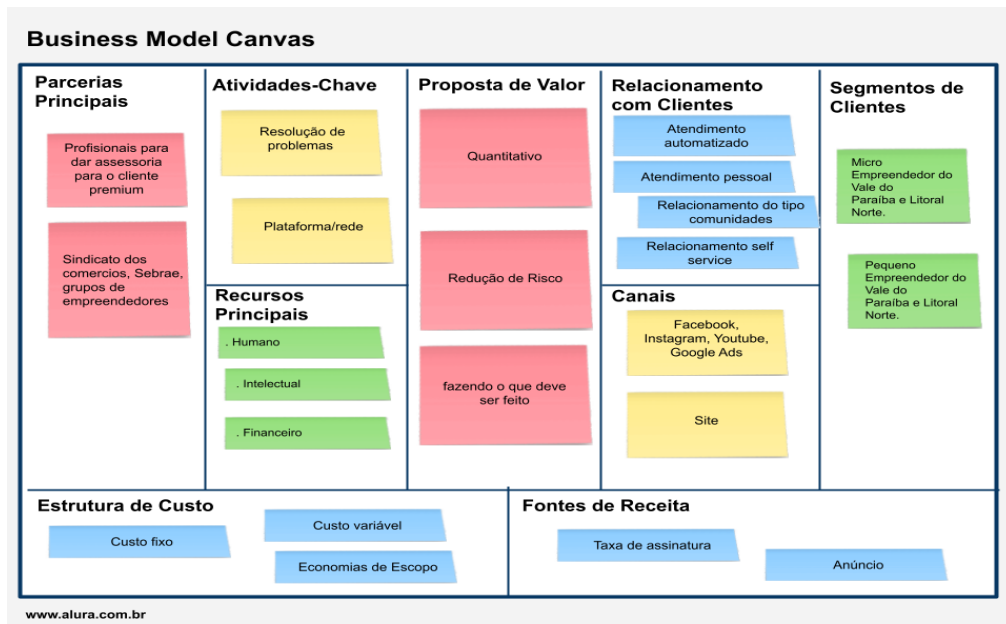 Business Model Canvas
Parcerias
Principais
Profisionais para
dar assessoria
para o cliente
premium
Sindicato dos
comercios, Sebrae,
grupos de
empreendedores
Atividades-Chave
Resolução de
problemas
Plataforma/rede
Recursos
Principais
. Humano
. Intelectual
. Financeiro
Proposta de Valor
Quantitativo
Redução de Risco
fazendo o que deve
ser feito
Relacionamento
com Clientes
Atendimento
automatizado
Atendimento pessoal
Relacionamento do tipo
comunidades
Relacionamento self
service
Canais
Facebook,
Instagram, Youtube,
Google Ads
Site
Segmentos de
Clientes
Micro
Empreendedor do
Vale do
Paraíba e Litoral
Norte.
Pequeno
Empreendedor do
Vale do
Paraíba e Litoral
Norte.
Estrutura de Custo
Custo fixo
Custo variável
Economias de Escopo
Fontes de Receita
Taxa de assinatura
Anúncio
www.alura.com.br